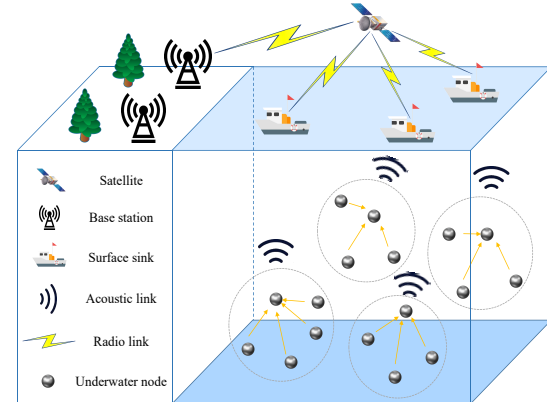 Satellite
Base station
Surface sink
Acoustic link
Radio link
Underwater node